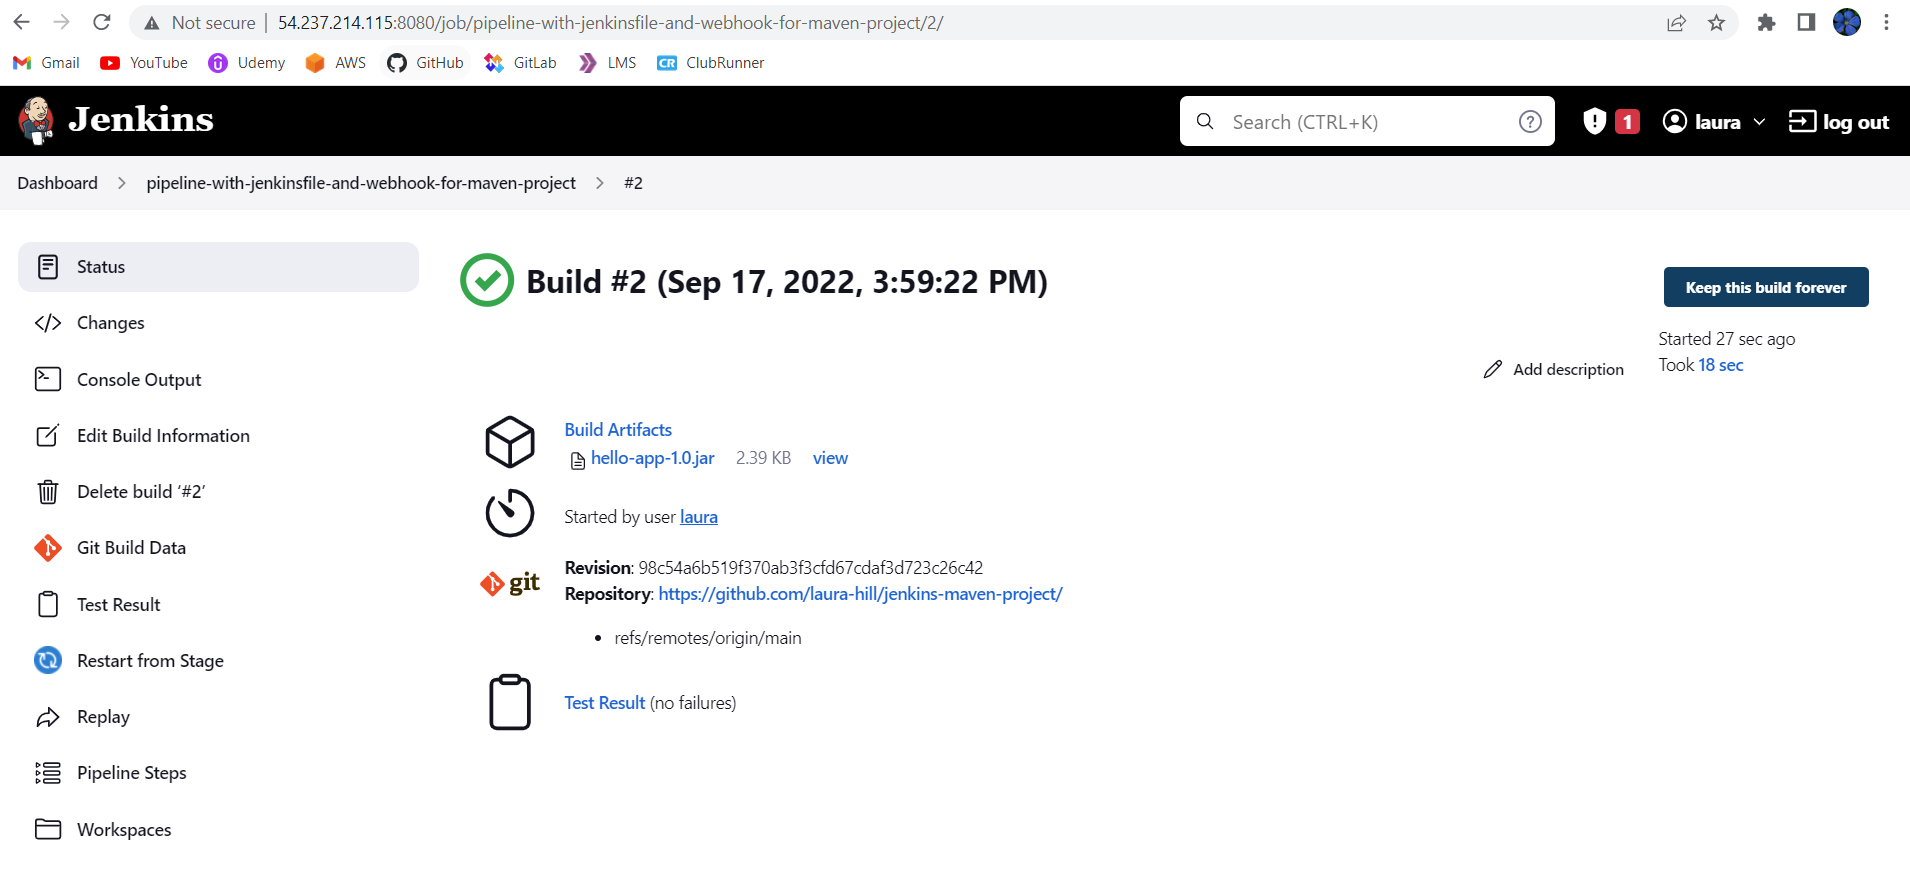 Not secure | 54.237.214.115:8080/job/pipeline-with-jenkinsfile-and-webhook-for-maven-project/2/
Gmail YouTube Udemy AWS GitHub GitLab LMS CR ClubRunner
Jenkins Search (CTRL+K) ? 1 laura log out
Dashboard > pipeline-with-jenkinsfile-and-webhook-for-maven-project > #2
Status
Changes
Console Output
Edit Build Information
Delete build ‘#2’
Git Build Data
Test Result
Restart from Stage
Replay
Pipeline Steps
Workspaces
Build #2 (Sep 17, 2022, 3:59:22 PM)
Keep this build forever
Started 27 sec ago
Took 18 sec
Add description
Build Artifacts
hello-app-1.0.jar 2.39 KB view
Started by user laura
git
Revision: 98c54a6b519f370ab3f3cfd67cdaf3d723c26c42
Repository: https://github.com/laura-hill/jenkins-maven-project/
• refs/remotes/origin/main
Test Result (no failures)